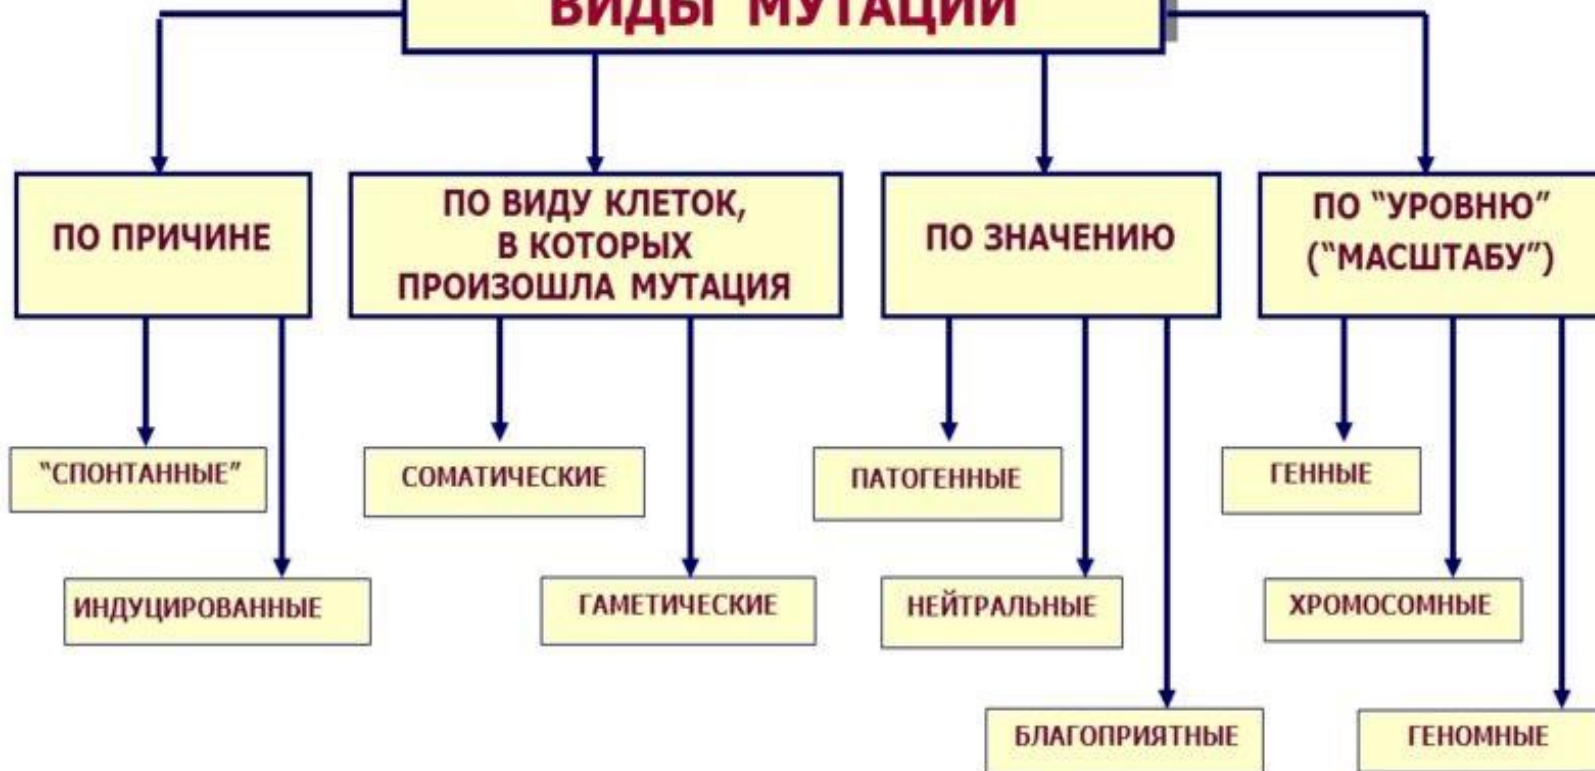 ВИДЫ МУТАЦИЙ
ПО ПРИЧИНЕ
ПО ВИДУ КЛЕТОК,
В КОТОРЫХ
ПРОИЗОШЛА МУТАЦИЯ
ПО ЗНАЧЕНИЮ
ПО “УРОВНЮ”
(“МАСШТАБУ”)
“СПОНТАННЫЕ”
СОМАТИЧЕСКИЕ
ПАТОГЕННЫЕ
ГЕННЫЕ
ИНДУЦИРОВАННЫЕ
ГАМЕТИЧЕСКИЕ
НЕЙТРАЛЬНЫЕ
ХРОМОСОМНЫЕ
БЛАГОПРИЯТНЫЕ
ГЕНОМНЫЕ